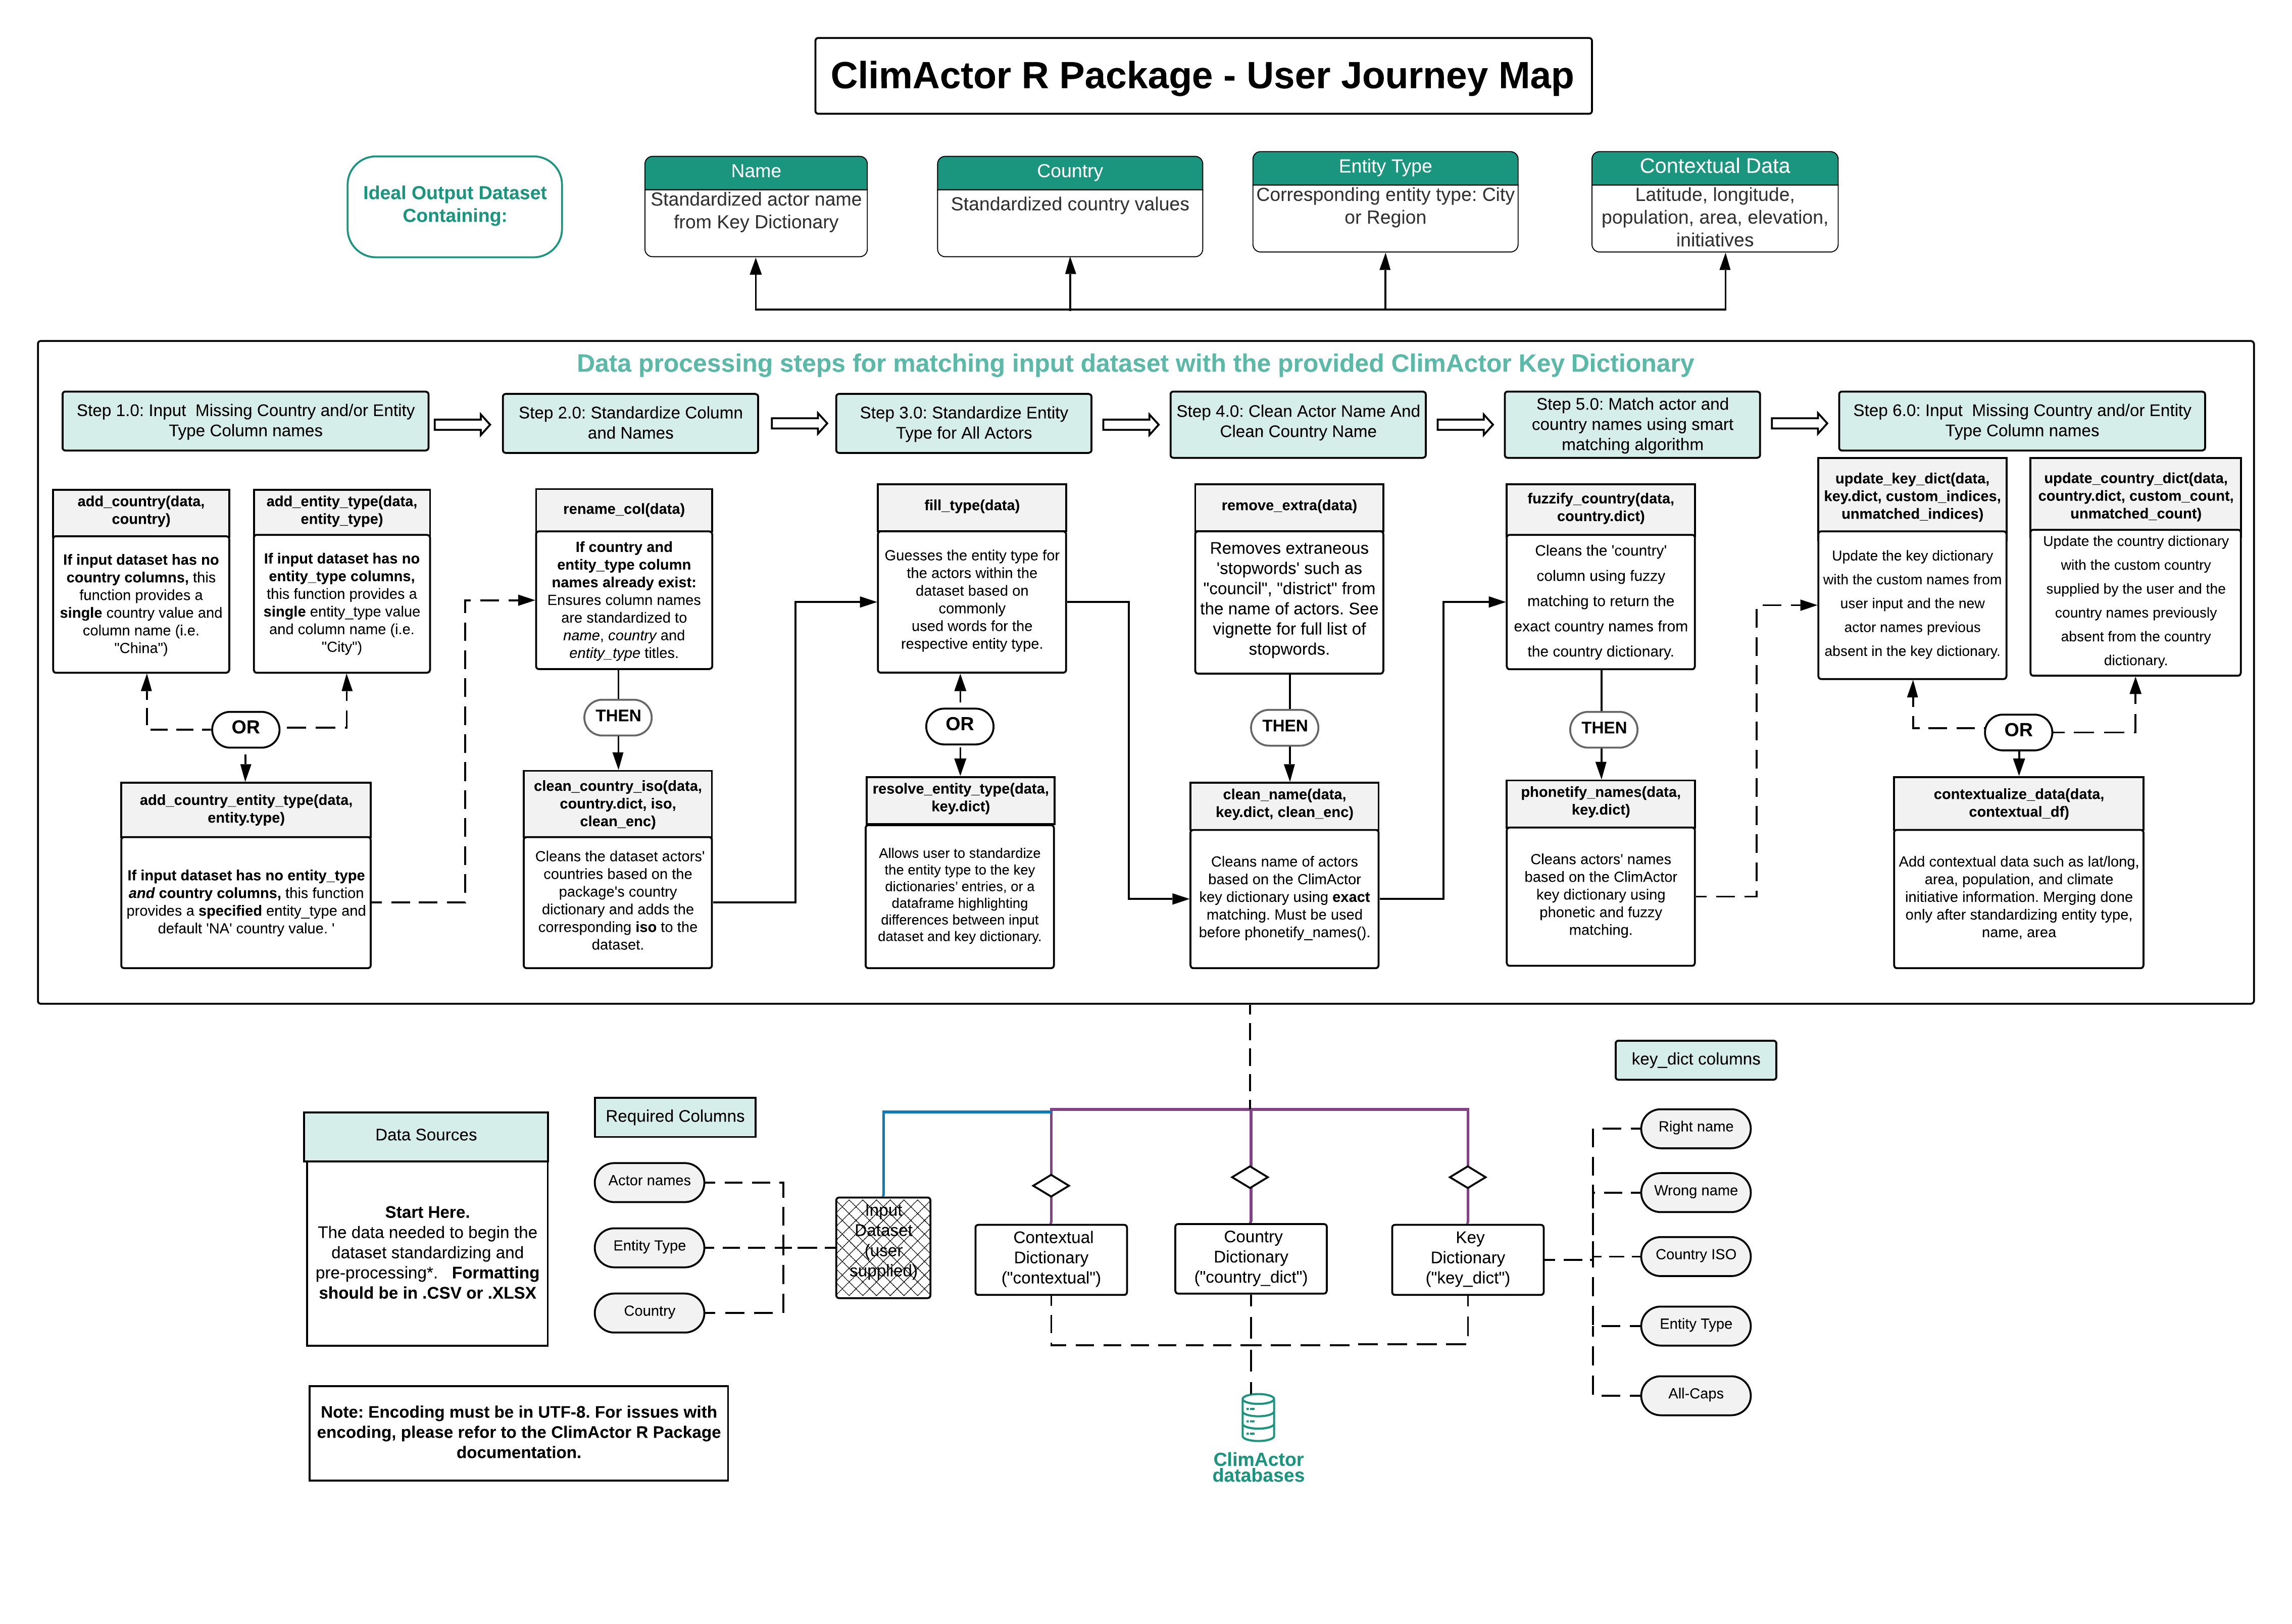 ClimActor R Package - User Journey Map
Ideal Output Dataset
Containing:
Name
Standardized actor name
from Key Dictionary
Country
Standardized country values
Entity Type
Corresponding entity type: City
or Region
Contextual Data
Latitude, longitude,
population, area, elevation,
initiatives
Data processing steps for matching input dataset with the provided ClimActor Key Dictionary
Step 1.0: Input  Missing Country and/or Entity
Type Column names
Step 2.0: Standardize Column
and Names
Step 3.0: Standardize Entity
Type for All Actors
Step 4.0: Clean Actor Name And
Clean Country Name
Step 5.0: Match actor and
country names using smart
matching algorithm
Step 6.0: Input  Missing Country and/or Entity
Type Column names
add_country(data,
country)
If input dataset has no
country columns, this
function provides a
single country value and
column name (i.e.
"China")
add_entity_type(data,
entity_type)
If input dataset has no
entity_type columns,
this function provides a
single entity_type value
and column name (i.e.
"City")
OR
add_country_entity_type(data,
entity.type)
If input dataset has no entity_type
and country columns, this function
provides a specified entity_type and
default 'NA' country value. '
rename_col(data)
If country and
entity_type column
names already exist:
Ensures column names
are standardized to
name, country and
entity_type titles.
THEN
clean_country_iso(data,
country.dict, iso,
clean_enc)
Cleans the dataset actors'
countries based on the
package's country
dictionary and adds the
corresponding iso to the
dataset.
fill_type(data)
Guesses the entity type for
the actors within the
dataset based on
commonly
used words for the
respective entity type.
OR
resolve_entity_type(data,
key.dict)
Allows user to standardize
the entity type to the key
dictionaries’ entries, or a
dataframe highlighting
differences between input
dataset and key dictionary.
remove_extra(data)
Removes extraneous
'stopwords' such as
"council", "district" from
the name of actors. See
vignette for full list of
stopwords.
THEN
clean_name(data,
key.dict, clean_enc)
Cleans name of actors
based on the ClimActor
key dictionary using exact
matching. Must be used
before phonetify_names().
fuzzify_country(data,
country.dict)
Cleans the 'country'
column using fuzzy
matching to return the
exact country names from
the country dictionary.
THEN
phonetify_names(data,
key.dict)
Cleans actors' names
based on the ClimActor
key dictionary using
phonetic and fuzzy
matching.
update_key_dict(data,
key.dict, custom_indices,
unmatched_indices)
Update the key dictionary
with the custom names from
user input and the new
actor names previous
absent in the key dictionary.
update_country_dict(data,
country.dict, custom_count,
unmatched_count)
Update the country dictionary
with the custom country
supplied by the user and the
country names previously
absent from the country
dictionary.
OR
contextualize_data(data,
contextual_df)
Add contextual data such as lat/long,
area, population, and climate
initiative information. Merging done
only after standardizing entity type,
name, area
Data Sources
Start Here.
The data needed to begin the
dataset standardizing and
pre-processing*.   Formatting
should be in .CSV or .XLSX
Required Columns
Actor names
Entity Type
Country
Input
Dataset
(user
supplied)
Contextual
Dictionary
("contextual")
Country
Dictionary
("country_dict")
Key
Dictionary
("key_dict")
key_dict columns
Right name
Wrong name
Country ISO
Entity Type
All-Caps
Note: Encoding must be in UTF-8. For issues with
encoding, please refor to the ClimActor R Package
documentation.
ClimActor
databases